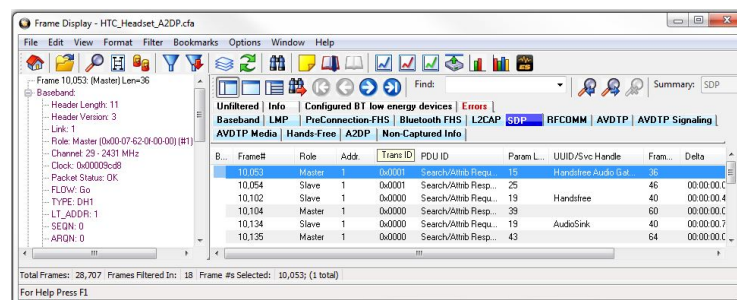 Frame Display - HTC_Headset_A2DP.cfa
File Edit View Format Filter Bookmarks Options Window Help
Frame 10,053: (Master) Len=36
Baseband:
Header Length: 11
Header Version: 3
Link: 1
Role: Master (0x00-07-62-0f-00-00) (#1)
Channel: 29 - 2431 MHz
Clock: 0x00009cd8
Packet Status: OK
FLOW: Go
TYPE: DH1
LT_ADDR: 1
SEQN: 0
ARQN: 0
Find: Summary: SDP
Unfiltered Info Configured BT low energy devices Errors
Baseband LMP PreConnection-FHS Bluetooth FHS L2CAP SDP RFCOMM AVDTP AVDTP Signaling
AVDTP Media Hands-Free A2DP Non-Captured Info
B... Frame# Role Addr. Trans ID PDU ID Param L... UUID/Svc Handle Fram... Delta
10,053 Master 1 0x0001 Search/Attrib Requ... 15 Handsfree Audio Gat... 36
10,054 Slave 1 0x0001 Search/Attrib Resp... 25 46 00:00:00.0
10,102 Slave 1 0x0000 Search/Attrib Requ... 19 Handsfree 40 00:00:00.4
10,104 Master 1 0x0000 Search/Attrib Resp... 39 60 00:00:00.0
10,134 Slave 1 0x0000 Search/Attrib Requ... 19 AudioSink 40 00:00:00.7
10,135 Master 1 0x0000 Search/Attrib Resp... 43 64 00:00:00.0
Total Frames: 28,707 Frames Filtered In: 18 Frame #s Selected: 10,053; (1 total)
For Help Press F1